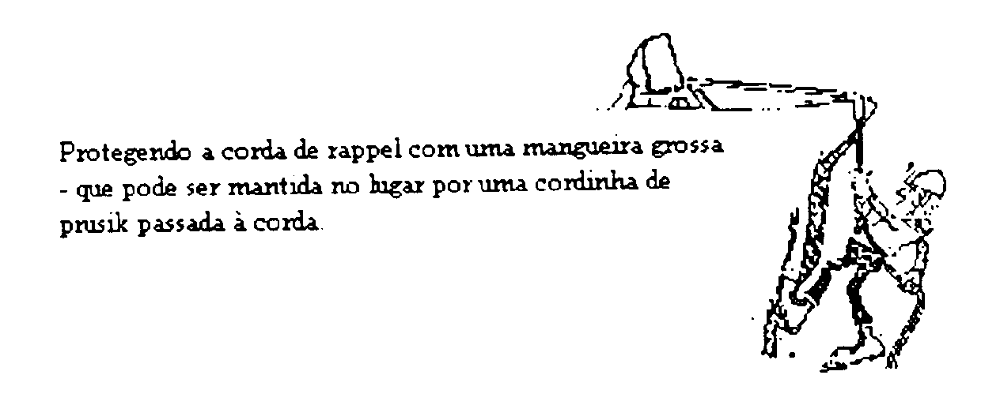 Protegendo a corda de rappel com uma mangueira grossa
- que pode ser mantida no lugar por uma cordinha de
prusik passada à corda.